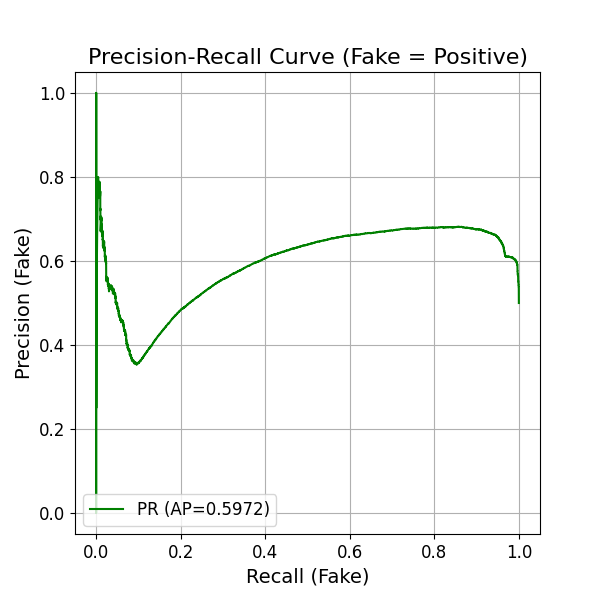 Precision-Recall Curve (Fake = Positive)
1.0
0.8
0.6
0.4
0.2
0.0
Precision (Fake)
PR (AP=0.5972)
0.0 0.2 0.4 0.6 0.8 1.0
Recall (Fake)